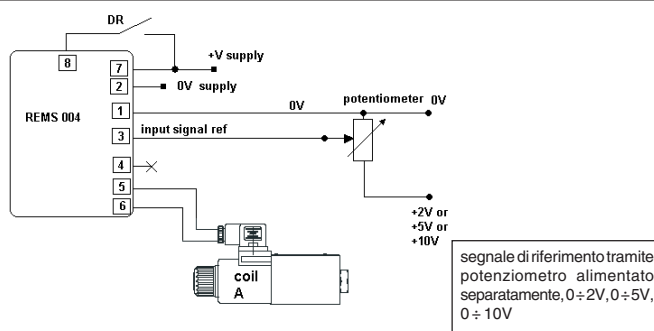 DR
8
+V supply
7
2
0V supply
REMS 004
1
0V
potentiometer 0V
3
input signal ref
4
5
6
+2V or
+5V or
+10V
coil
A
segnale di riferimento tramite
potenziometro alimentato
separatamente, 0÷2V, 0÷5V,
0÷10V